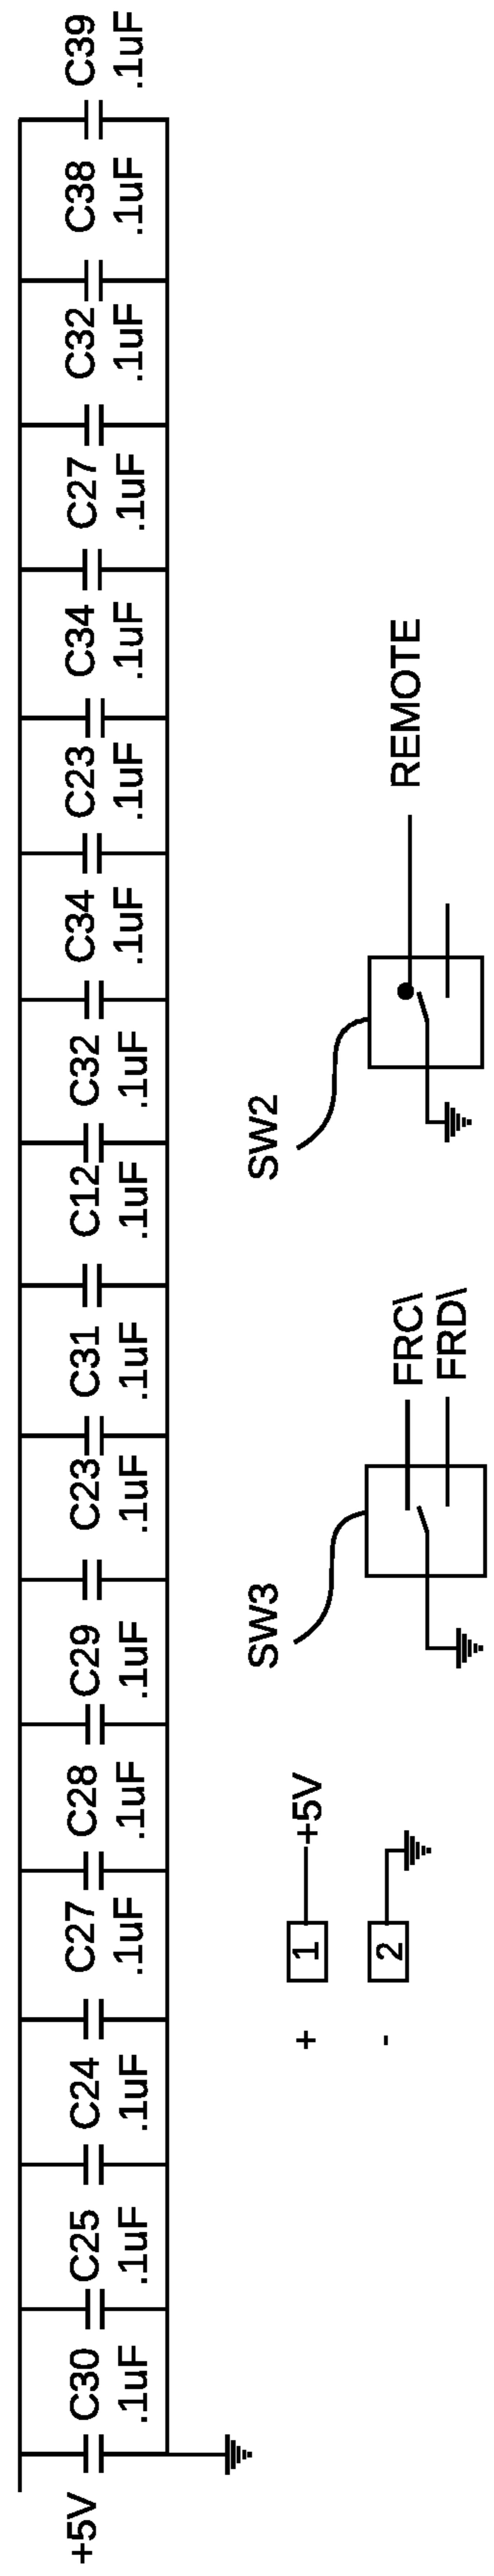 +5V
C30
.1uF
C25
.1uF
C24
.1uF
C27
.1uF
C28
.1uF
C29
.1uF
C23
.1uF
C31
.1uF
C12
.1uF
C32
.1uF
C34
.1uF
C23
.1uF
C34
.1uF
C27
.1uF
C32
.1uF
C38
.1uF
C39
.1uF
+ 1 +5V
- 2
SW3
FRC\
FRD\
SW2
REMOTE